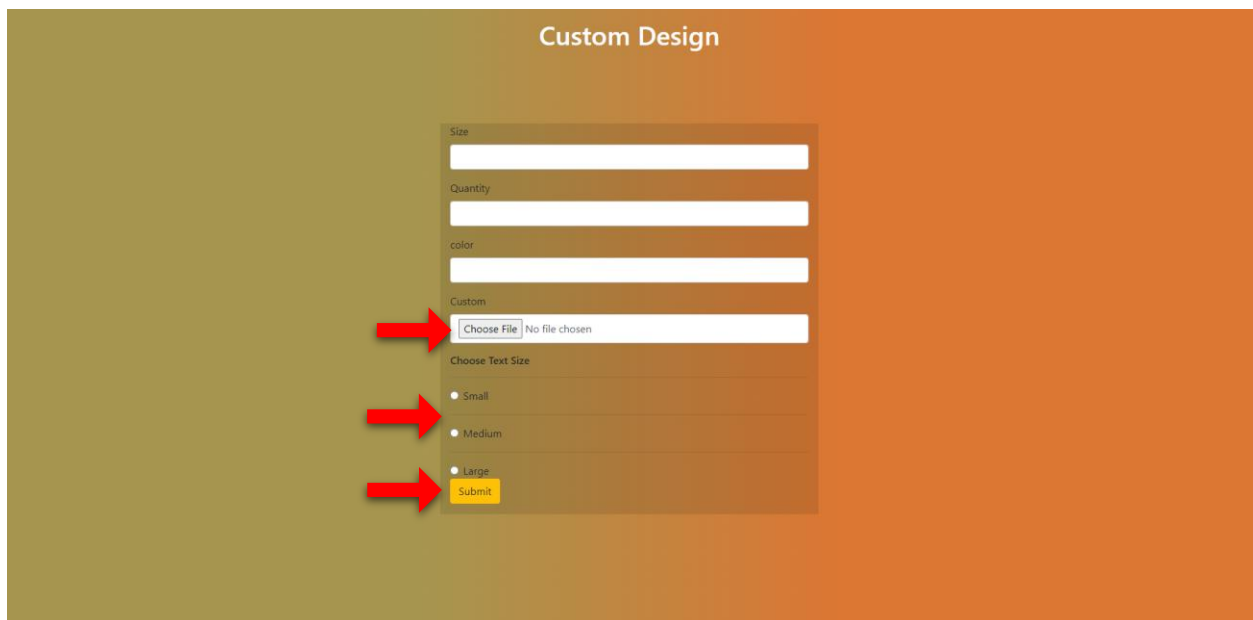 Custom Design
Size
Quantity
color
Custom
Choose File No file chosen
Choose Text Size
Small
Medium
Large
Submit